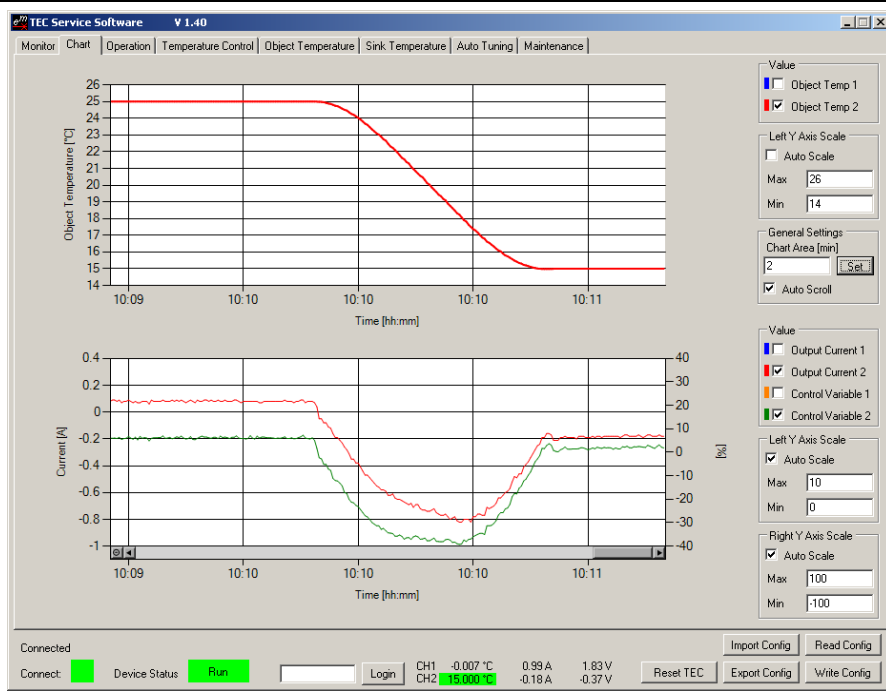 TEC Service Software V 1.40
Monitor Chart Operation Temperature Control Object Temperature Sink Temperature Auto Tuning Maintenance
Object Temperature [°C]
26
25
24
23
22
21
20
19
18
17
16
15
14
10:09 10:10 10:10 10:10 10:11
Time [hh:mm]
Value
Object Temp 1
Object Temp 2
Left Y Axis Scale
Auto Scale
Max 26
Min 14
General Settings
Chart Area [min]
2 Set
Auto Scroll
Current [A]
0.4
0.2
0
-0.2
-0.4
-0.6
-0.8
-1
40
30
20
10
0
-10
-20
-30
-40
[%]
10:09 10:10 10:10 10:10 10:11
Time [hh:mm]
Value
Output Current 1
Output Current 2
Control Variable 1
Control Variable 2
Left Y Axis Scale
Auto Scale
Max 10
Min 0
Right Y Axis Scale
Auto Scale
Max 100
Min -100
Connected
Connect: Device Status Run Login
CH1 -0.007 °C 0.99 A 1.83 V
CH2 15.000 °C -0.18 A -0.37 V
Reset TEC
Import Config Read Config
Export Config Write Config